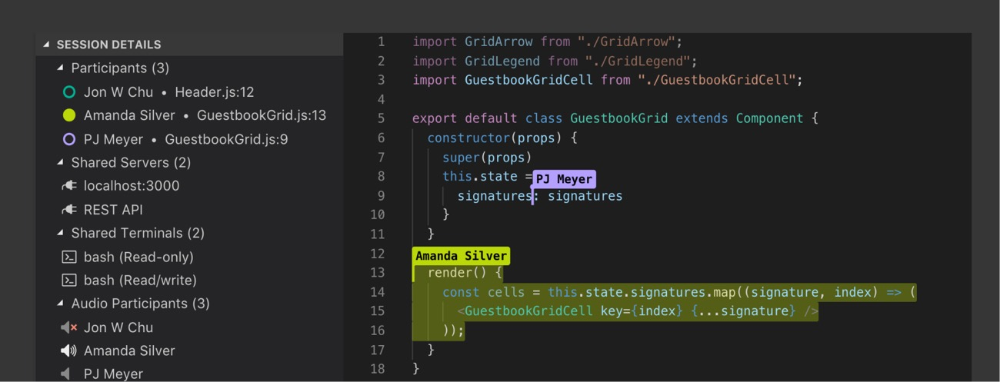 SESSION DETAILS
Participants (3)
Jon W Chu • Header.js:12
Amanda Silver • GuestbookGrid.js:13
PJ Meyer • GuestbookGrid.js:9
Shared Servers (2)
localhost:3000
REST API
Shared Terminals (2)
bash (Read-only)
bash (Read/write)
Audio Participants (3)
Jon W Chu
Amanda Silver
PJ Meyer
1 import GridArrow from "./GridArrow";
2 import GridLegend from "./GridLegend";
3 import GuestbookGridCell from "./GuestbookGridCell";
4
5 export default class GuestbookGrid extends Component {
6 constructor(props) {
7 super(props)
8 this.state =
PJ Meyer
9 signatures: signatures
10 }
11 }
12
Amanda Silver
13 render() {
14 const cells = this.state.signatures.map((signature, index) => (
15 <GuestbookGridCell key={index} {...signature} />
16 ));
17 }
18 }